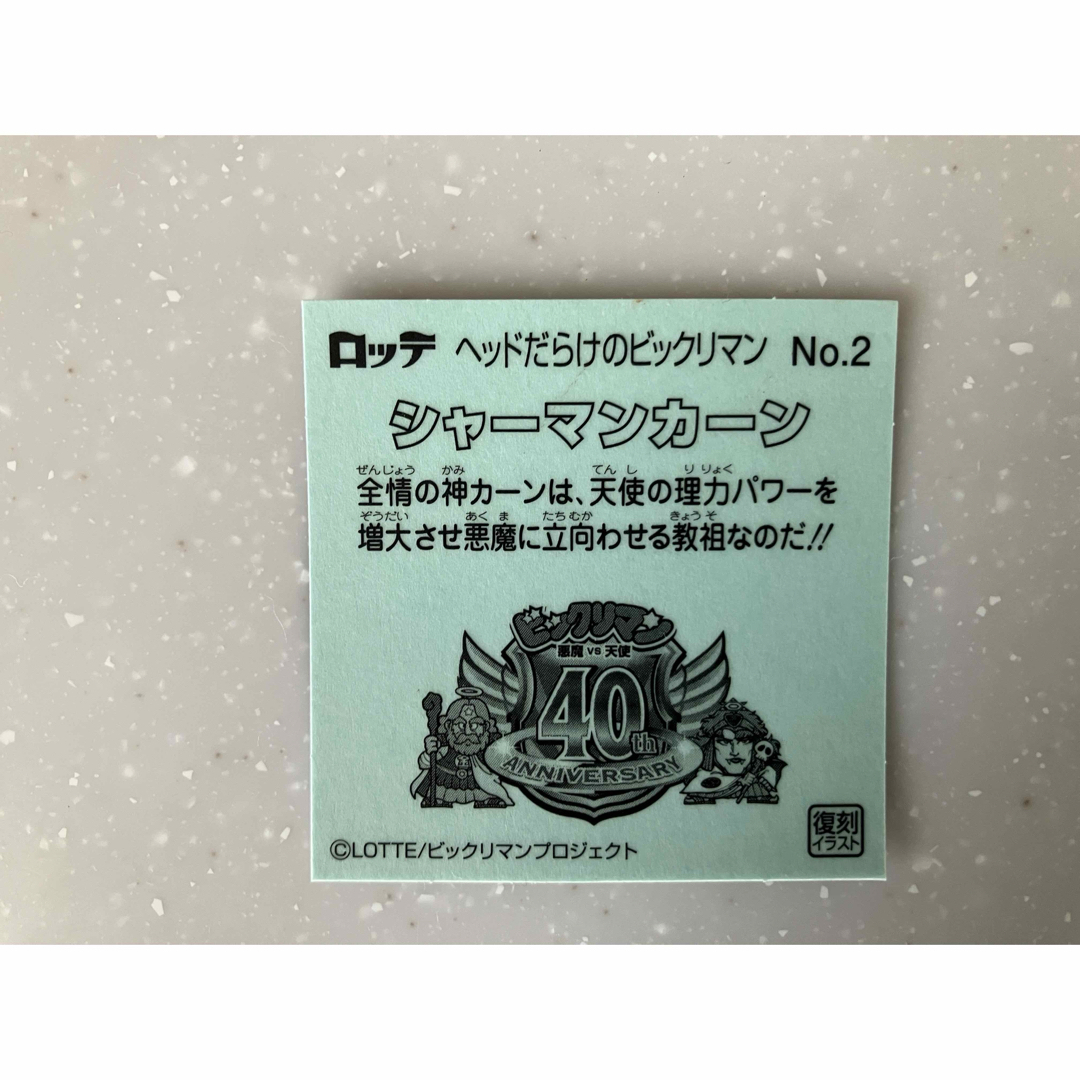 ロッテ ヘッドだらけのビックリマン No.2
シャーマンカーン
ぜんじょう かみ てんし りりょく
全情の神カーンは、天使の理力パワーを
ぞうだい あくま たちむか きょうそ
増大させ悪魔に立向わせる教祖なのだ!!
ビックリマン
悪魔 VS 天使
40th
ANNIVERSARY
©LOTTE/ビックリマンプロジェクト
復刻
イラスト